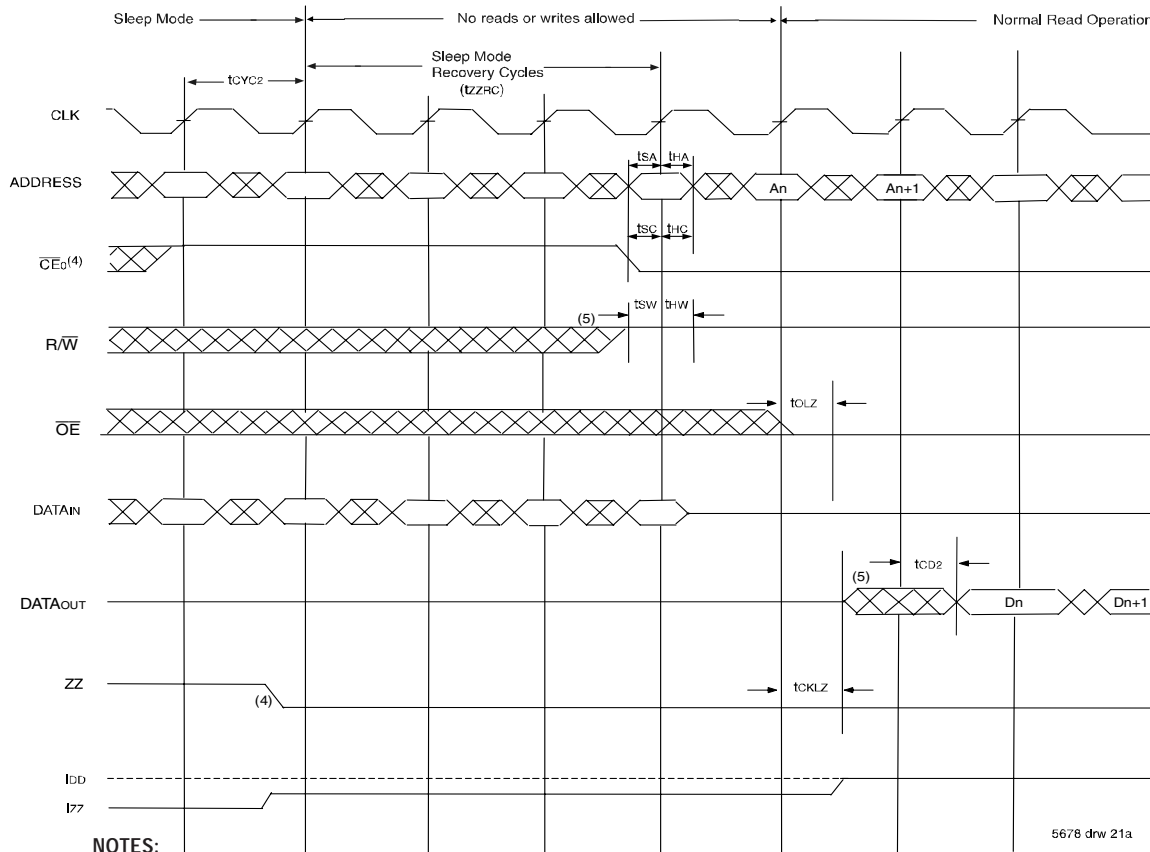 Sleep Mode
No reads or writes allowed
Normal Read Operation
Sleep Mode
Recovery Cycles
(tZZRC)
tCYC2
CLK
tSA
tHA
ADDRESS
An
An+1
tSC
tHC
CE0(4)
tSW
tHW
(5)
R/W
tOLZ
OE
DATAIN
tCD2
(5)
DATAOUT
Dn
Dn+1
ZZ
(4)
tCKLZ
IDD
IZZ
5678 drw 21a
NOTES: